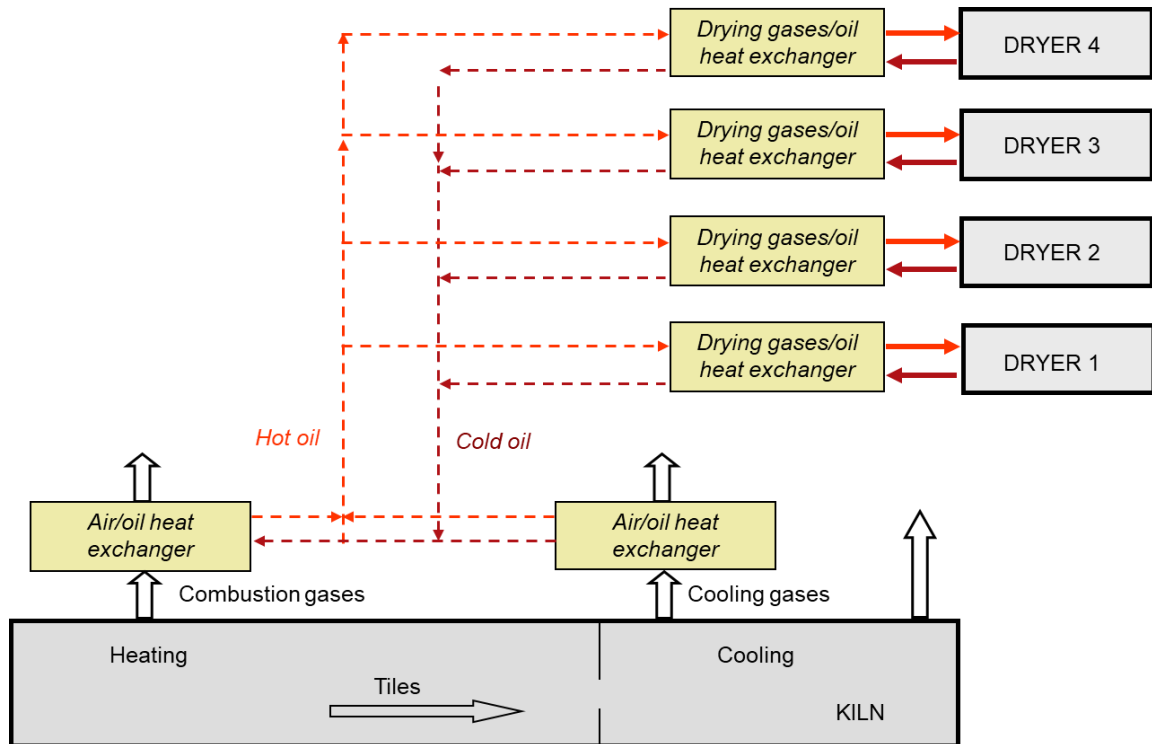 Drying gases/oil
heat exchanger
DRYER 4
Drying gases/oil
heat exchanger
DRYER 3
Drying gases/oil
heat exchanger
DRYER 2
Drying gases/oil
heat exchanger
DRYER 1
Hot oil
Cold oil
Air/oil heat
exchanger
Air/oil heat
exchanger
Combustion gases
Cooling gases
Heating
Cooling
Tiles
KILN